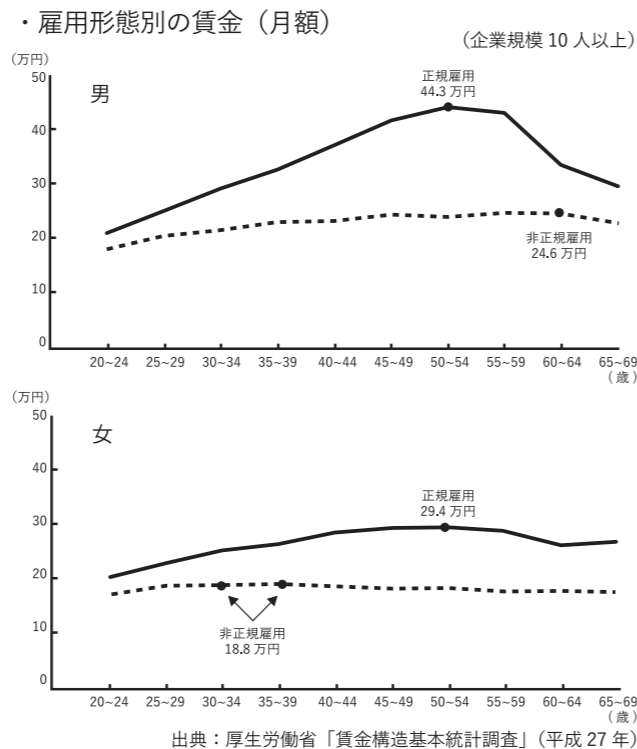 ・雇用形態別の賃金（月額）
（企業規模 10 人以上）
（万円）
男
50
40
30
20
10
0
正規雇用
44.3 万円
非正規雇用
24.6 万円
20~24 25~29 30~34 35~39 40~44 45~49 50~54 55~59 60~64 65~69
（歳）
（万円）
女
50
40
30
20
10
0
正規雇用
29.4 万円
非正規雇用
18.8 万円
20~24 25~29 30~34 35~39 40~44 45~49 50~54 55~59 60~64 65~69
（歳）
出典：厚生労働省「賃金構造基本統計調査」（平成 27 年）